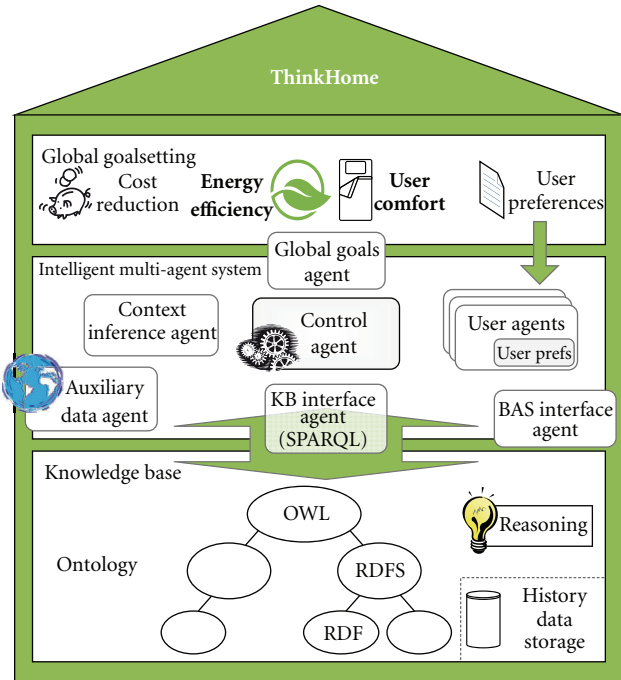 ThinkHome
Global goalsetting
Cost
reduction
Energy
efficiency
User
comfort
User
preferences
Global goals
agent
Intelligent multi-agent system
Context
inference agent
Control
agent
User agents
User prefs
Auxiliary
data agent
KB interface
agent
(SPARQL)
BAS interface
agent
Knowledge base
OWL
Reasoning
Ontology
RDFS
RDF
History
data
storage